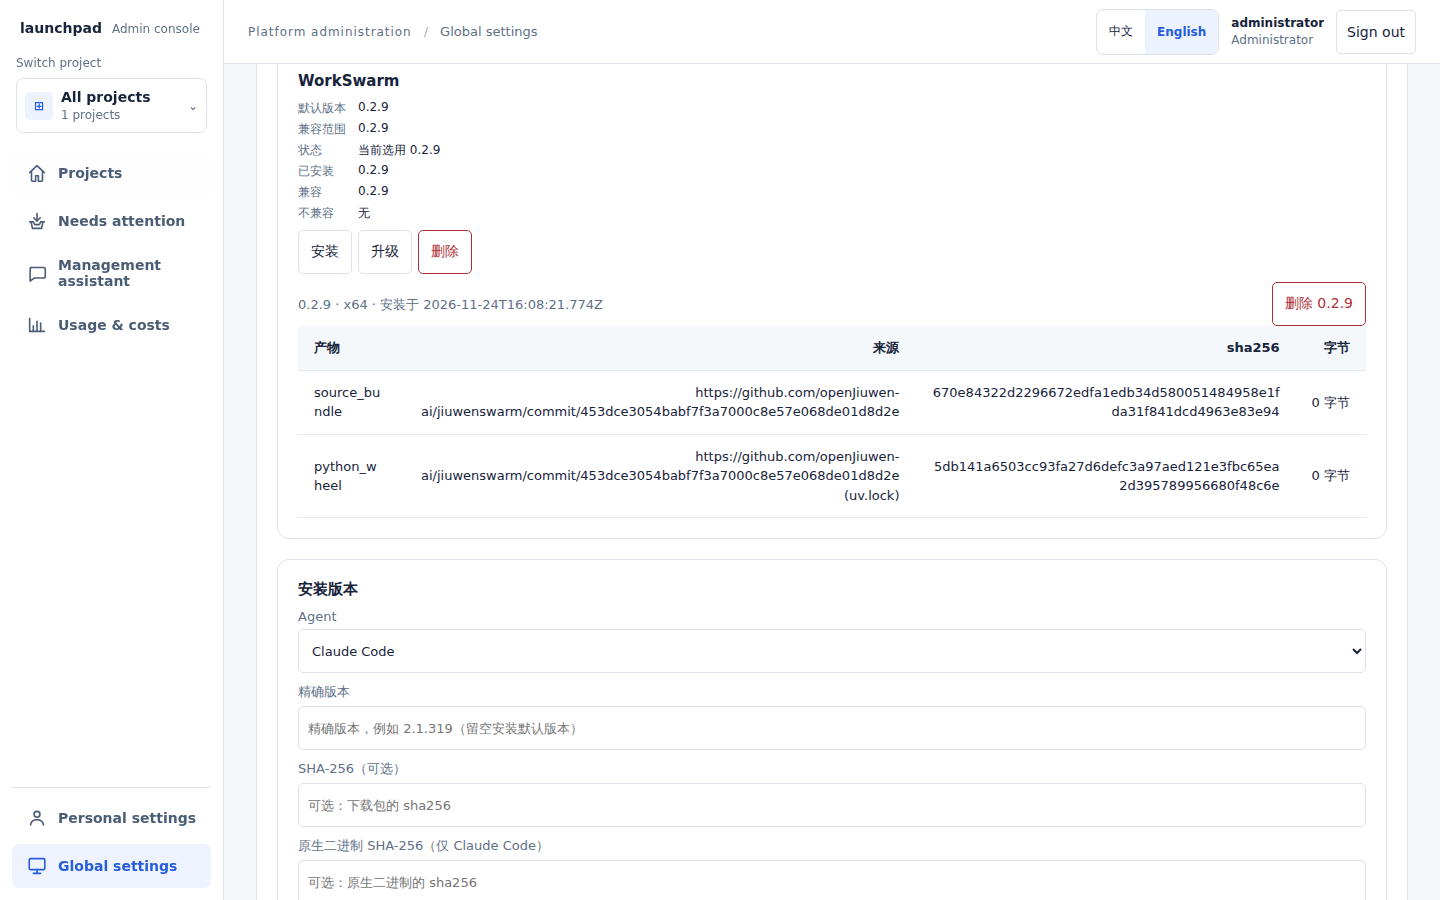 launchpad Admin console
Switch project
All projects
1 projects
Projects
Needs attention
Management
assistant
Usage & costs
Personal settings
Global settings
Platform administration / Global settings
中文 English
administrator
Administrator
Sign out
WorkSwarm
默认版本 0.2.9
兼容范围 0.2.9
状态 当前选用 0.2.9
已安装 0.2.9
兼容 0.2.9
不兼容 无
安装 升级 删除
0.2.9 · x64 · 安装于 2026-11-24T16:08:21.774Z
删除 0.2.9
产物 来源 sha256 字节
source_bu
ndle
https://github.com/openJiuwen-
ai/jiuwenswarm/commit/453dce3054babf7f3a7000c8e57e068de01d8d2e
670e84322d2296672edfa1edb34d580051484958e1f
da31f841dcd4963e83e94
0 字节
python_w
heel
https://github.com/openJiuwen-
ai/jiuwenswarm/commit/453dce3054babf7f3a7000c8e57e068de01d8d2e
(uv.lock)
5db141a6503cc93fa27d6defc3a97aed121e3fbc65ea
2d395789956680f48c6e
0 字节
安装版本
Agent
Claude Code
精确版本
精确版本，例如 2.1.319（留空安装默认版本）
SHA-256（可选）
可选：下载包的 sha256
原生二进制 SHA-256（仅 Claude Code）
可选：原生二进制的 sha256